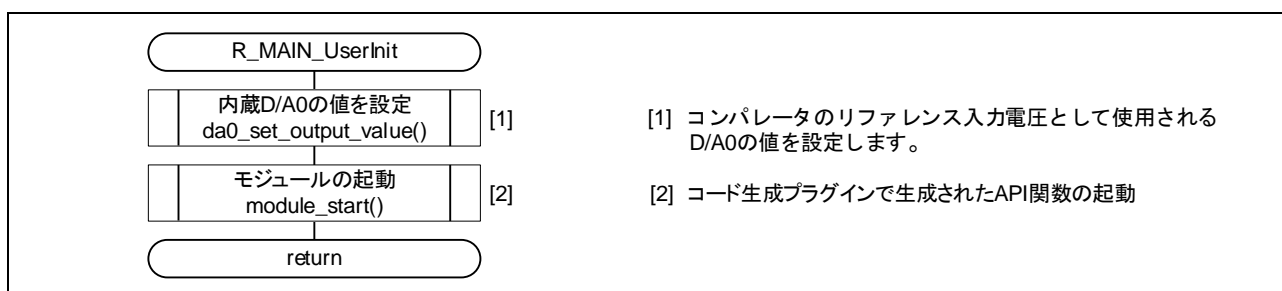 R_MAIN_UserInit
内蔵D/A0の値を設定
da0_set_output_value()
[1]
[1] コンパレータのリファレンス入力電圧として使用される
D/A0の値を設定します。
モジュールの起動
module_start()
[2]
[2] コード生成プラグインで生成されたAPI関数の起動
return